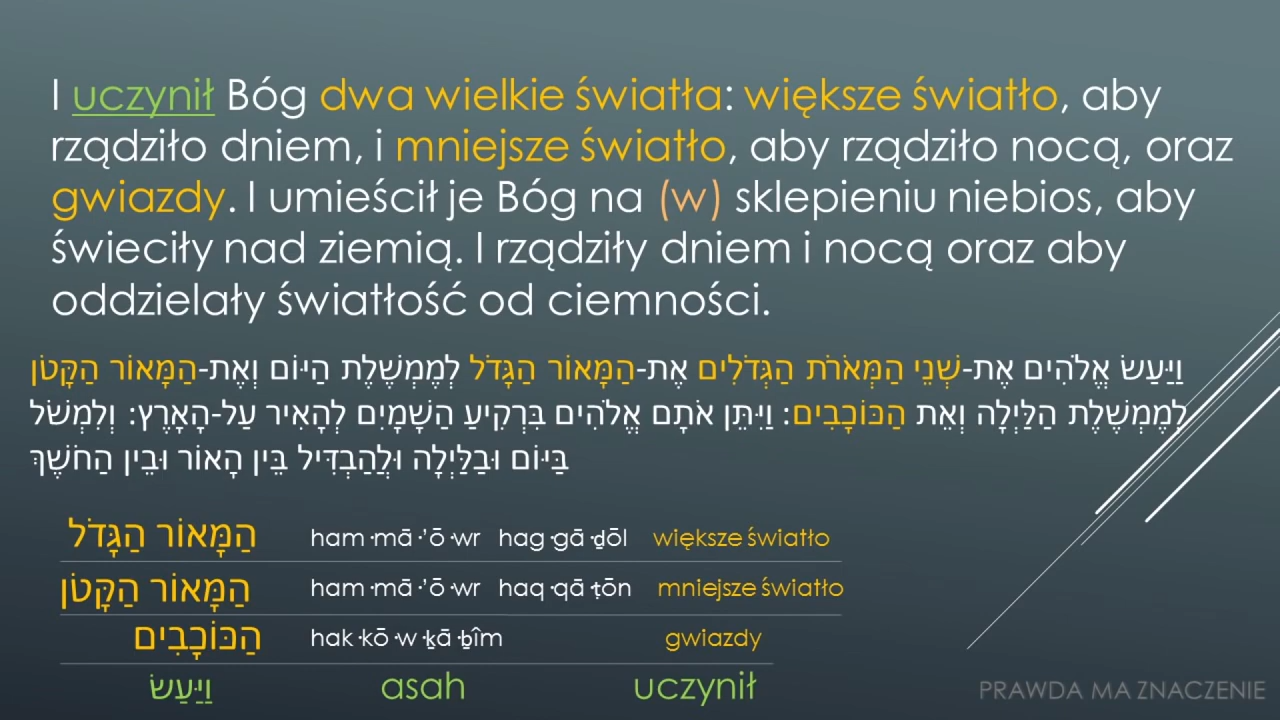 I uczynił Bóg dwa wielkie światła: większe światło, aby
rządziło dniem, i mniejsze światło, aby rządziło nocą, oraz
gwiazdy. I umieścił je Bóg na (w) sklepieniu niebios, aby
świeciły nad ziemią. I rządziły dniem i nocą oraz aby
oddzielały światłość od ciemności.
וַיַּעַשׂ אֱלֹהִים אֶת-שְׁנֵי הַמְּאֹרֹת הַגְּדֹלִים אֶת-הַמָּאוֹר הַגָּדֹל לְמֶמְשֶׁלֶת הַיּוֹם וְאֶת-הַמָּאוֹר הַקָּטֹן
לְמֶמְשֶׁלֶת הַלַּיְלָה וְאֵת הַכּוֹכָבִים: וַיִּתֵּן אֹתָם אֱלֹהִים בִּרְקִיעַ הַשָּׁמָיִם לְהָאִיר עַל-הָאָרֶץ: וְלִמְשֹׁל
בַּיּוֹם וּבַלַּיְלָה וּלֲהַבְדִּיל בֵּין הָאוֹר וּבֵין הַחֹשֶׁךְ
הַמָּאוֹר הַגָּדֹל ham·mā·’ō·wr hag·gā·ḏōl większe światło
הַמָּאוֹר הַקָּטֹן ham·mā·’ō·wr haq·qā·ṭōn mniejsze światło
הַכּוֹכָבִים hak·kō·w·ḵā·ḇîm gwiazdy
וַיַּעַשׂ asah uczynił
PRAWDA MA ZNACZENIE